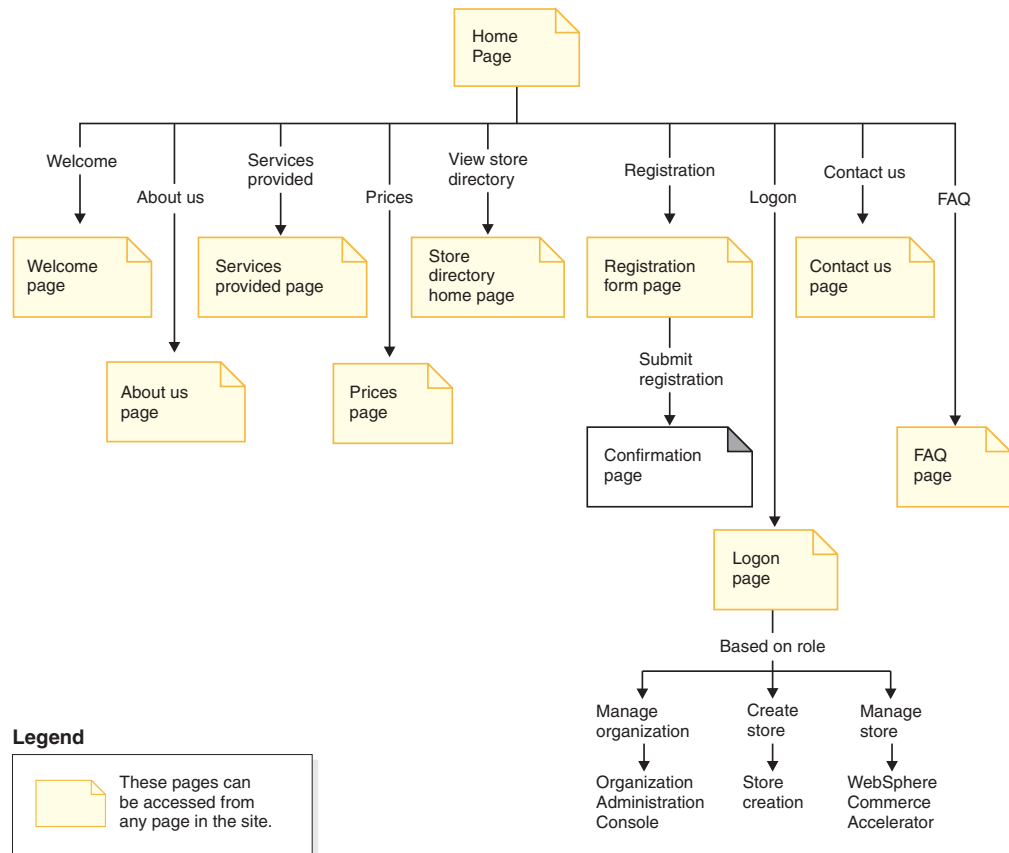 Home
Page
Welcome
About us
Services
provided
Prices
View store
directory
Registration
Logon
Contact us
FAQ
Welcome
page
Services
provided page
Store
directory
home page
Registration
form page
Contact us
page
About us
page
Prices
page
Submit
registration
Confirmation
page
FAQ
page
Logon
page
Based on role
Manage
organization
Create
store
Manage
store
Organization
Administration
Console
Store
creation
WebSphere
Commerce
Accelerator
Legend
These pages can
be accessed from
any page in the site.